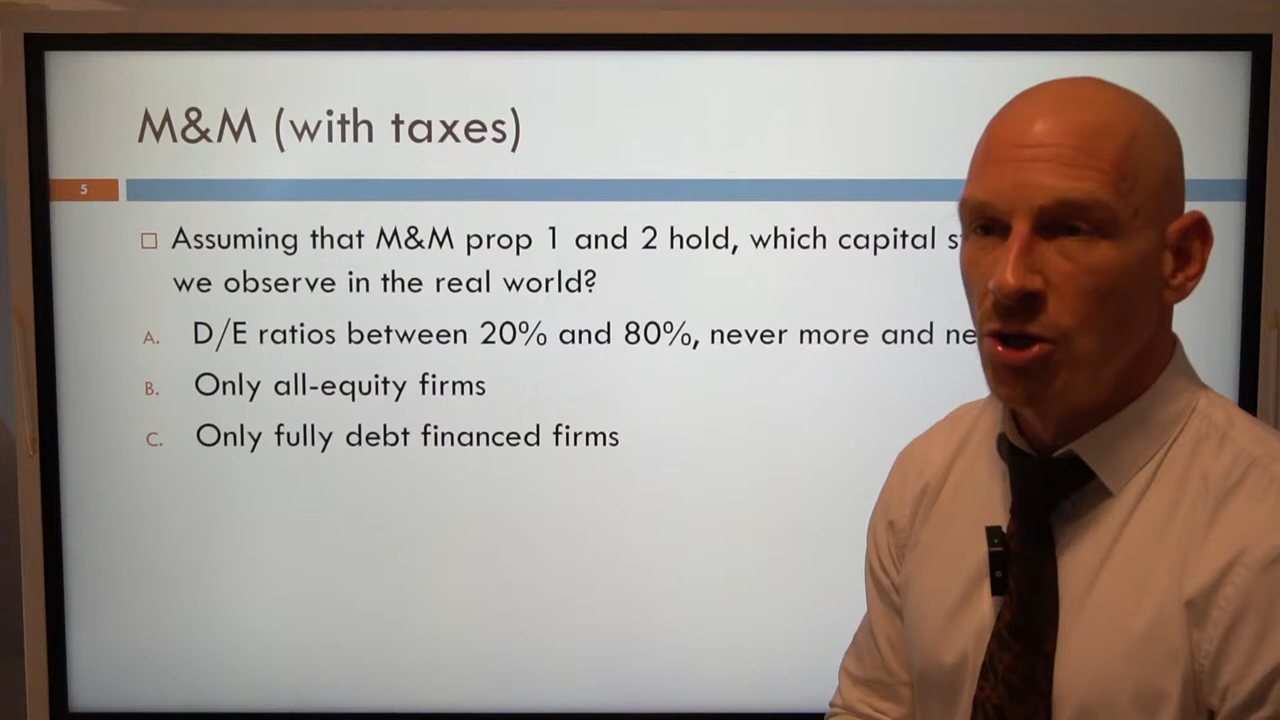 M&M (with taxes)
5
Assuming that M&M prop 1 and 2 hold, which capital
we observe in the real world?
A. D/E ratios between 20% and 80%, never more and
B. Only all-equity firms
C. Only fully debt financed firms